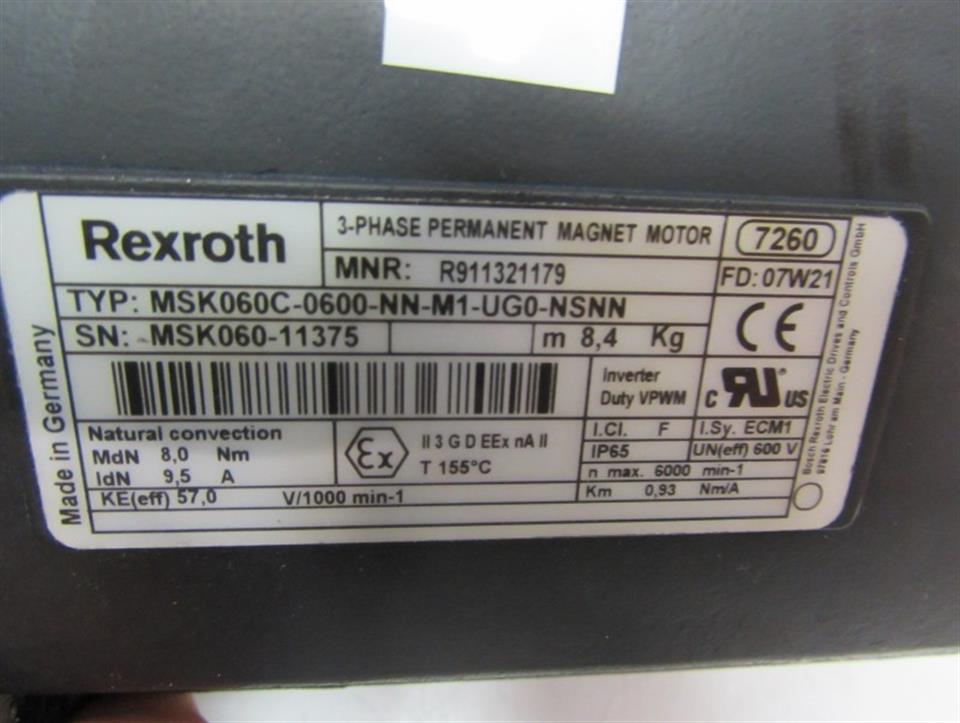 Rexroth
3-PHASE PERMANENT MAGNET MOTOR
7260
MNR: R911321179
FD: 07W21
TYP: MSK060C-0600-NN-M1-UG0-NSNN
SN: MSK060-11375
m 8,4 Kg
CE
Inverter
Duty VPWM
C RU US
Natural convection
MdN 8,0 Nm
IdN 9,5 A
KE(eff) 57,0 V/1000 min-1
Ex
II 3 G D EEx nA II
T 155°C
I.Cl. F
I.Sy. ECM1
IP65
UN(eff) 600 V
n max. 6000 min-1
Km 0,93 Nm/A
Made in Germany
Bosch Rexroth Electric Drives and Controls GmbH
97816 Lohr am Main - Germany